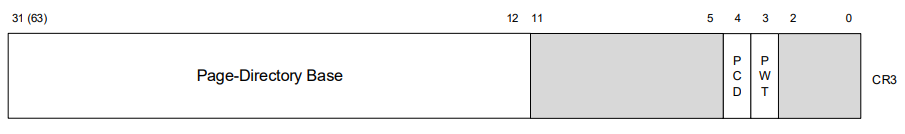 31 (63) 12 11 5 4 3 2 0
Page-Directory Base
P
C
D
P
W
T
CR3